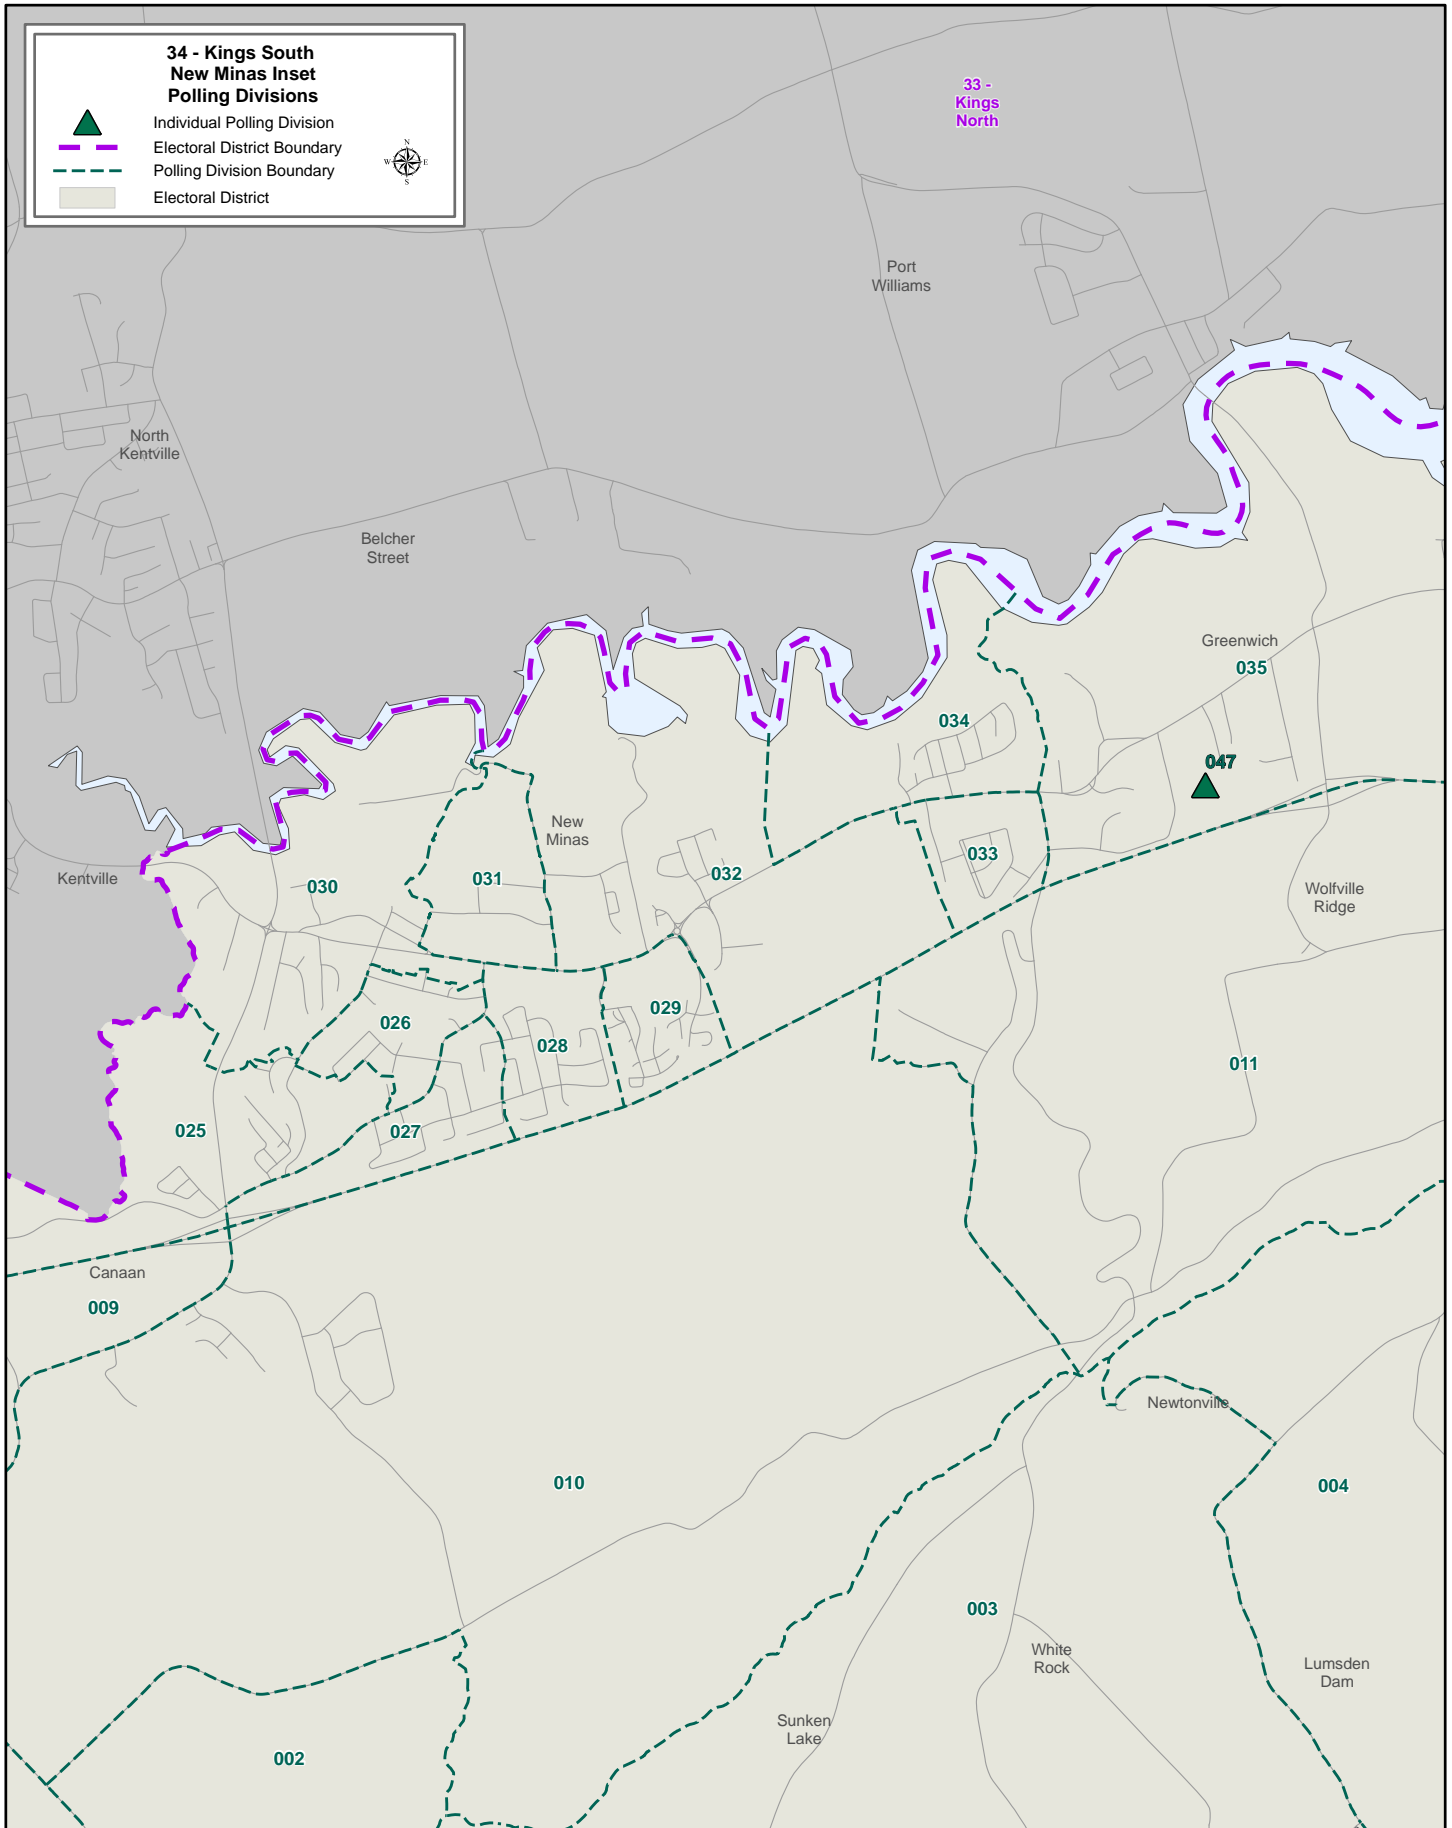 34 - Kings South
New Minas Inset
Polling Divisions
Individual Polling Division
Electoral District Boundary
Polling Division Boundary
Electoral District
N
W
E
S
33 -
Kings
North
Port
Williams
North
Kentville
Belcher
Street
Greenwich
035
034
047
New
Minas
033
032
031
030
Kentville
Wolfville
Ridge
029
026
028
011
025
027
Canaan
009
Newtonville
010
004
003
White
Rock
Lumsden
Dam
Sunken
Lake
002